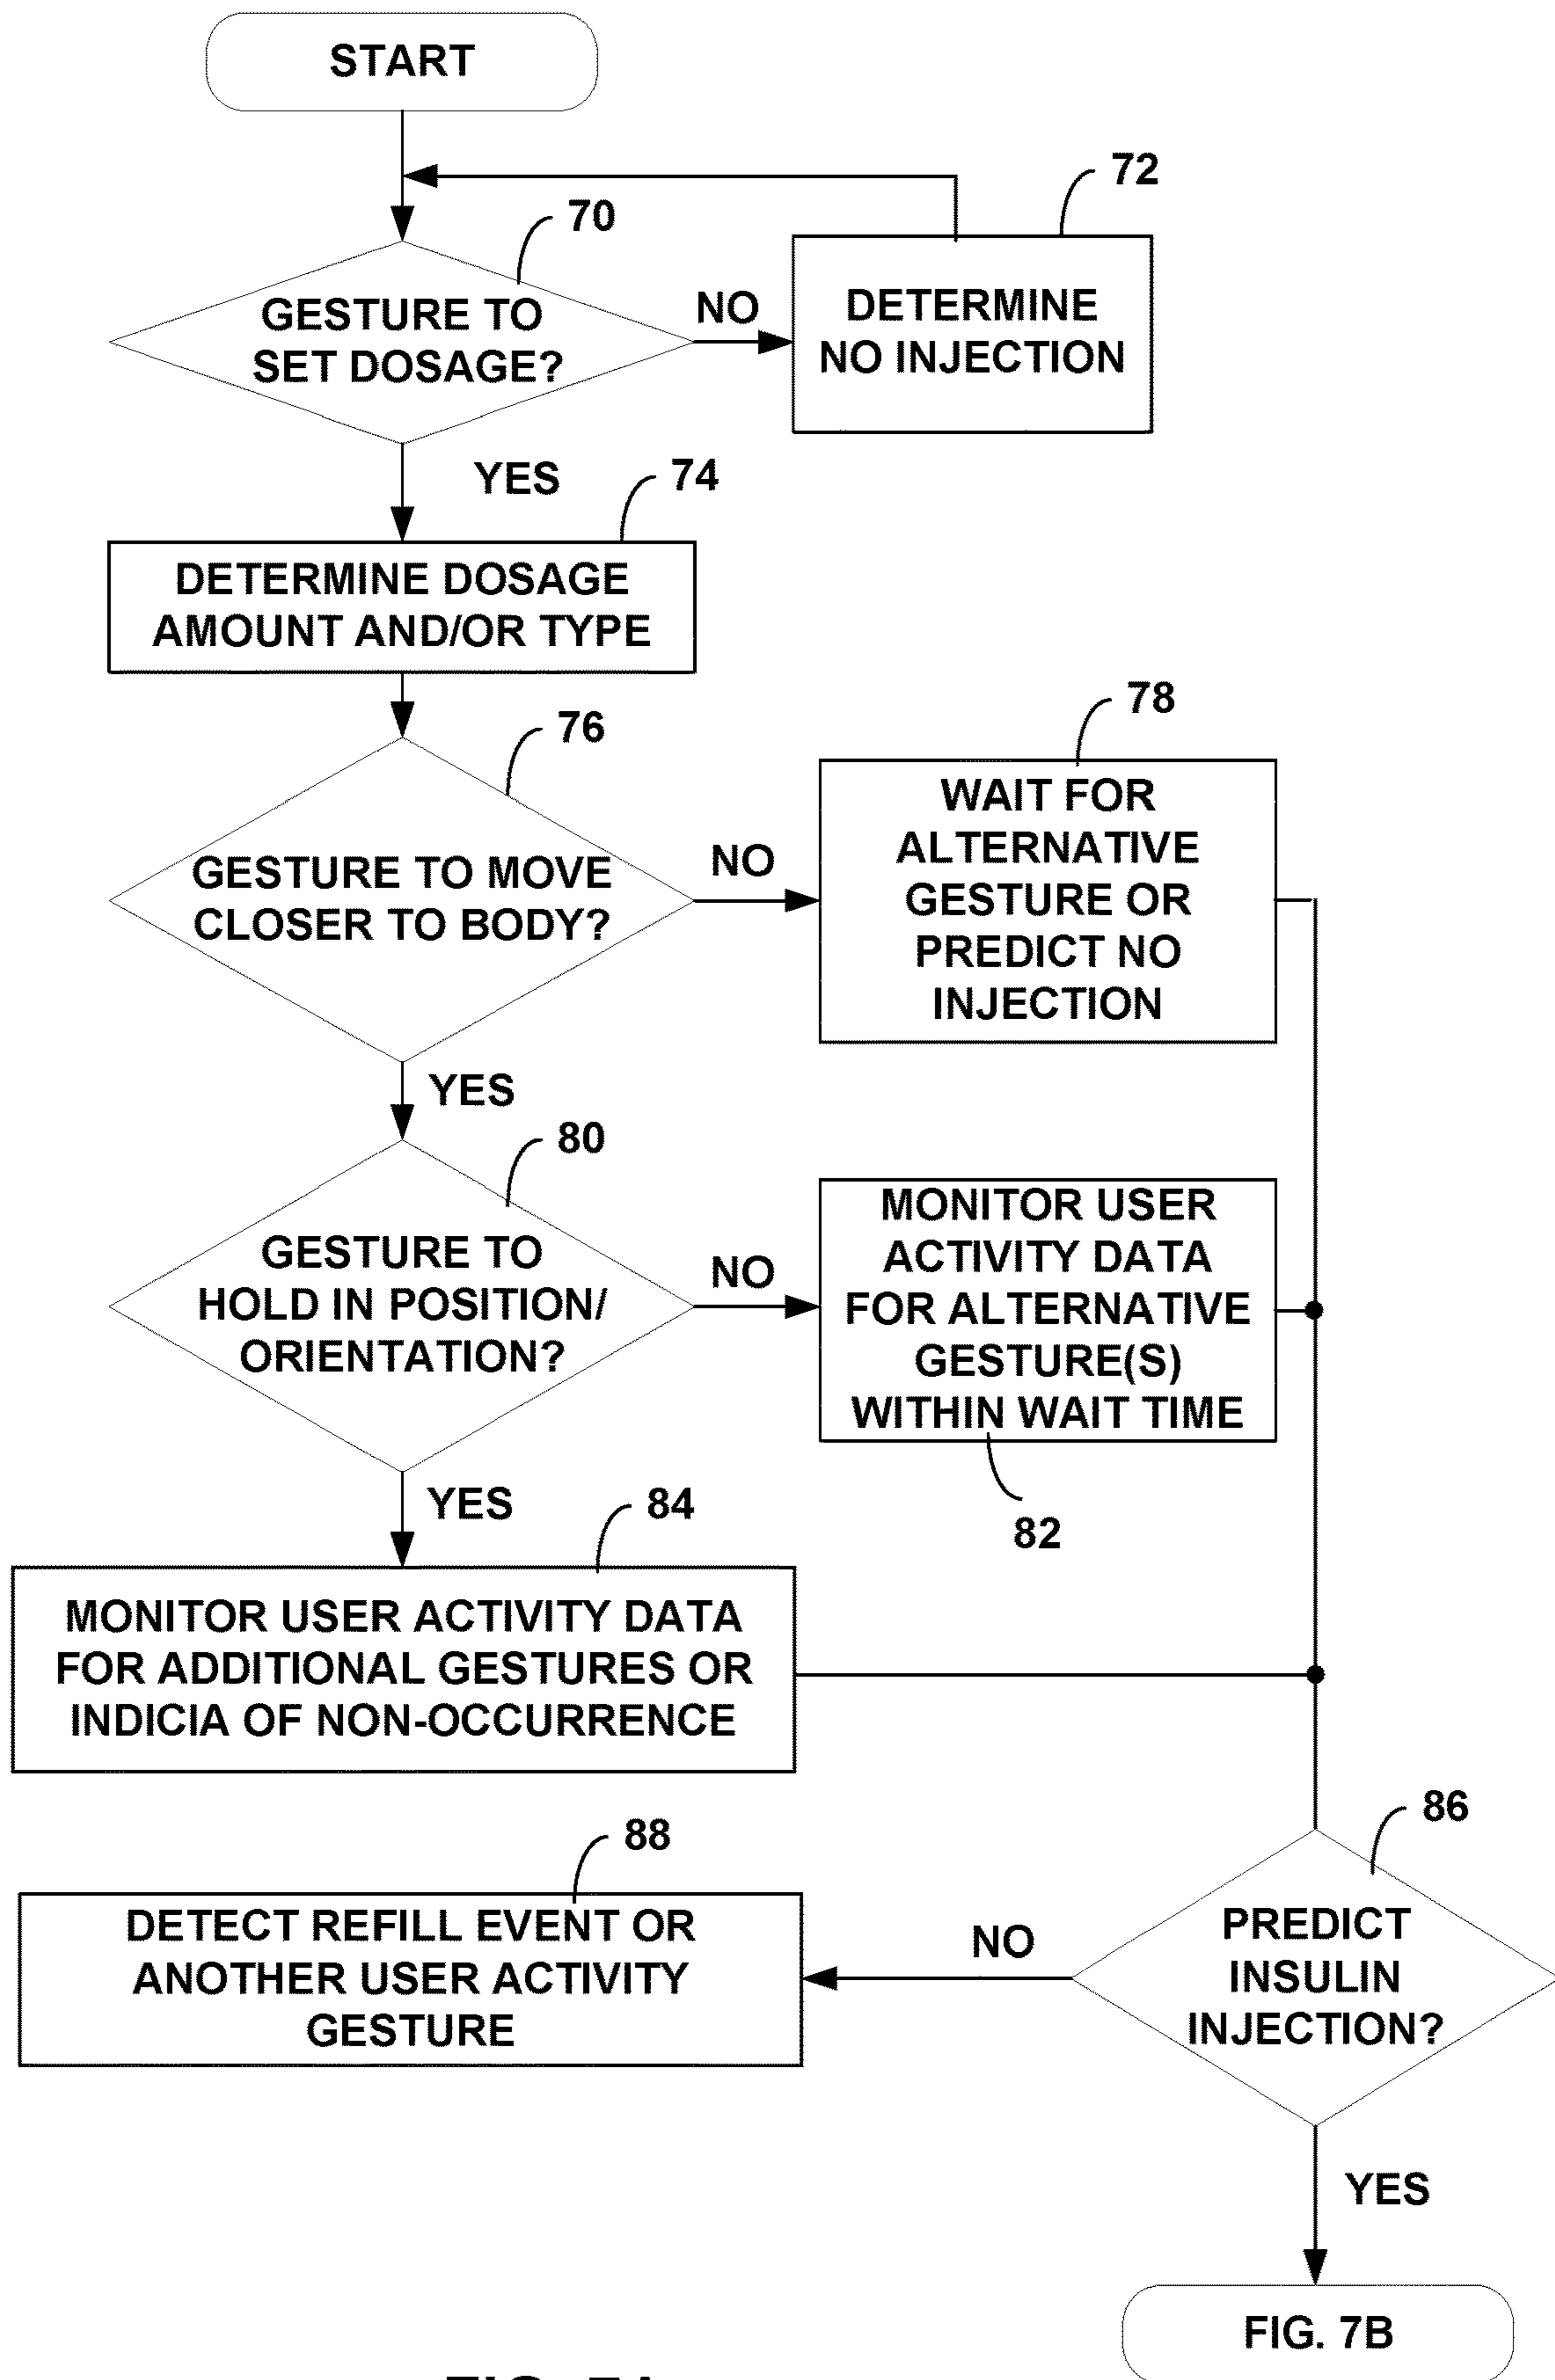 START
72
70
GESTURE TO
SET DOSAGE?
NO
DETERMINE
NO INJECTION
YES
74
DETERMINE DOSAGE
AMOUNT AND/OR TYPE
76
78
GESTURE TO MOVE
CLOSER TO BODY?
NO
WAIT FOR
ALTERNATIVE
GESTURE OR
PREDICT NO
INJECTION
YES
80
GESTURE TO
HOLD IN POSITION/
ORIENTATION?
NO
MONITOR USER
ACTIVITY DATA
FOR ALTERNATIVE
GESTURE(S)
WITHIN WAIT TIME
82
YES
84
MONITOR USER ACTIVITY DATA
FOR ADDITIONAL GESTURES OR
INDICIA OF NON-OCCURRENCE
86
88
DETECT REFILL EVENT OR
ANOTHER USER ACTIVITY
GESTURE
NO
PREDICT
INSULIN
INJECTION?
YES
FIG. 7B